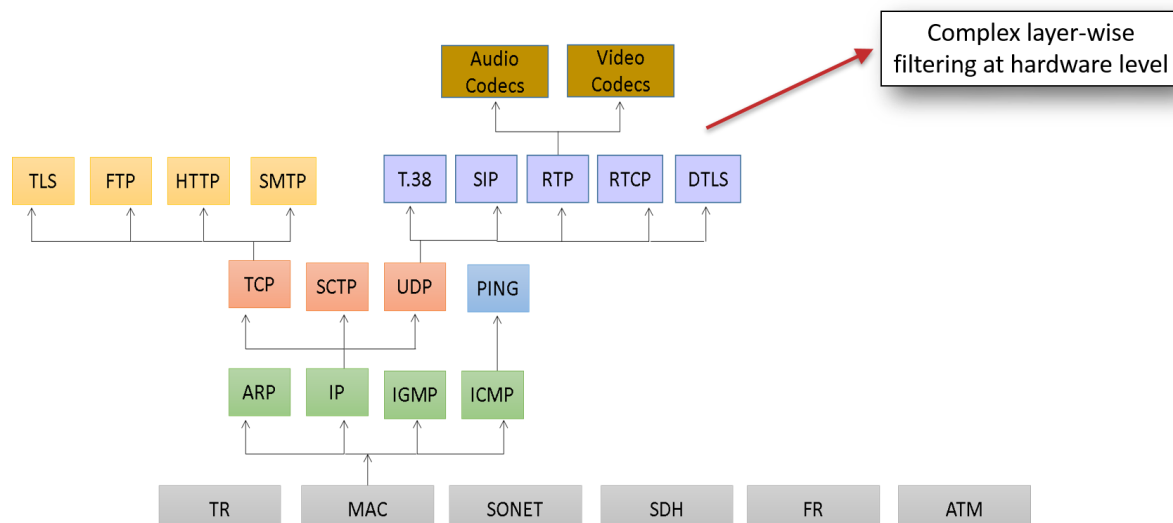 Complex layer-wise
filtering at hardware level
Audio
Codecs
Video
Codecs
TLS
FTP
HTTP
SMTP
T.38
SIP
RTP
RTCP
DTLS
TCP
SCTP
UDP
PING
ARP
IP
IGMP
ICMP
TR
MAC
SONET
SDH
FR
ATM